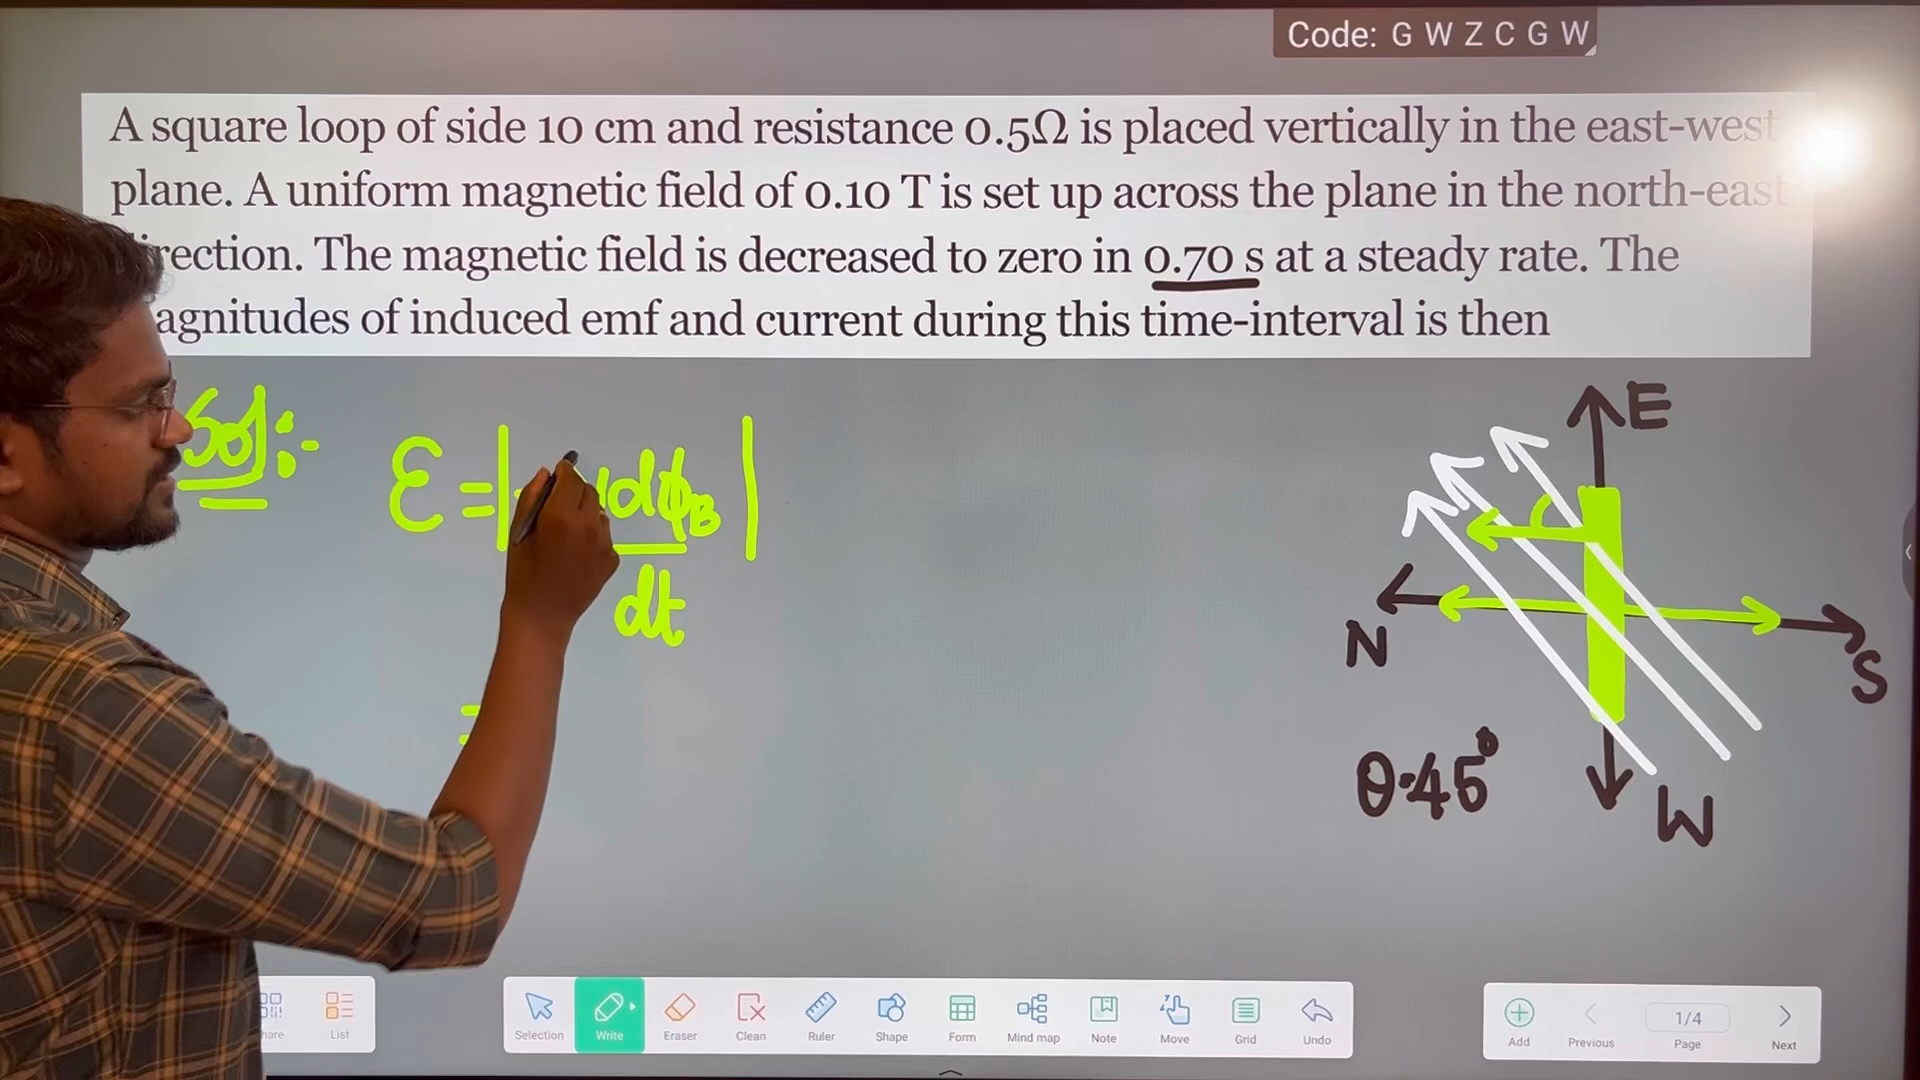 Code: G W Z C G W
A square loop of side 10 cm and resistance 0.5Ω is placed vertically in the east-west
plane. A uniform magnetic field of 0.10 T is set up across the plane in the north-east
rection. The magnetic field is decreased to zero in 0.70 s at a steady rate. The
agnitudes of induced emf and current during this time-interval is then
Sol:-
ε = | dϕB |
dt
=
E
N
S
θ=45°
W
hare
List
Selection
Write
Eraser
Clean
Ruler
Shape
Form
Mind map
Note
Move
Grid
Undo
Add
Previous
1/4
Page
Next